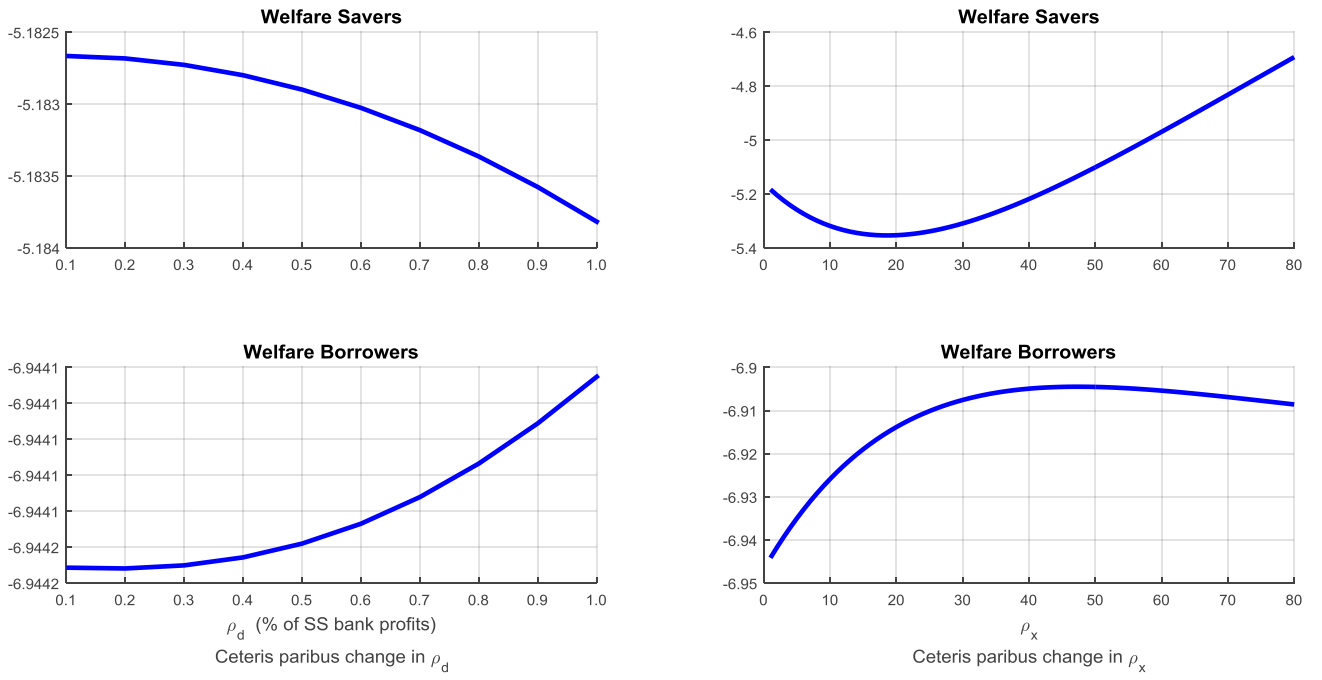 Welfare Savers
-5.1825
-5.183
-5.1835
-5.184
0.1 0.2 0.3 0.4 0.5 0.6 0.7 0.8 0.9 1.0
Welfare Savers
-4.6
-4.8
-5
-5.2
-5.4
0 10 20 30 40 50 60 70 80
Welfare Borrowers
-6.9441
-6.9441
-6.9441
-6.9441
-6.9441
-6.9442
-6.9442
0.1 0.2 0.3 0.4 0.5 0.6 0.7 0.8 0.9 1.0
ρd (% of SS bank profits)
Ceteris paribus change in ρd
Welfare Borrowers
-6.9
-6.91
-6.92
-6.93
-6.94
-6.95
0 10 20 30 40 50 60 70 80
ρx
Ceteris paribus change in ρx